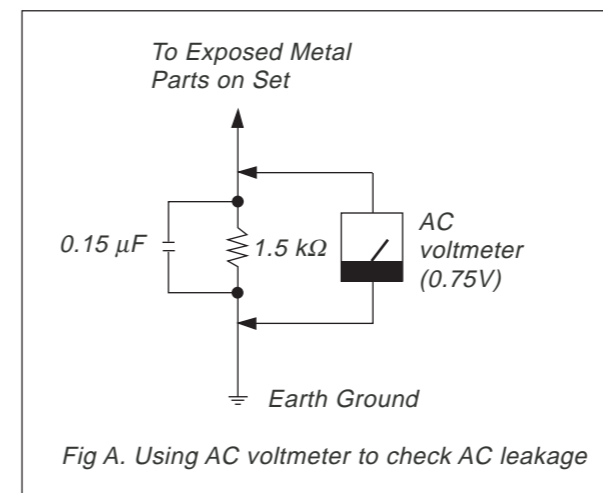 To Exposed Metal
Parts on Set
0.15 μF
1.5 kΩ
AC
voltmeter
(0.75V)
Earth Ground
Fig A. Using AC voltmeter to check AC leakage